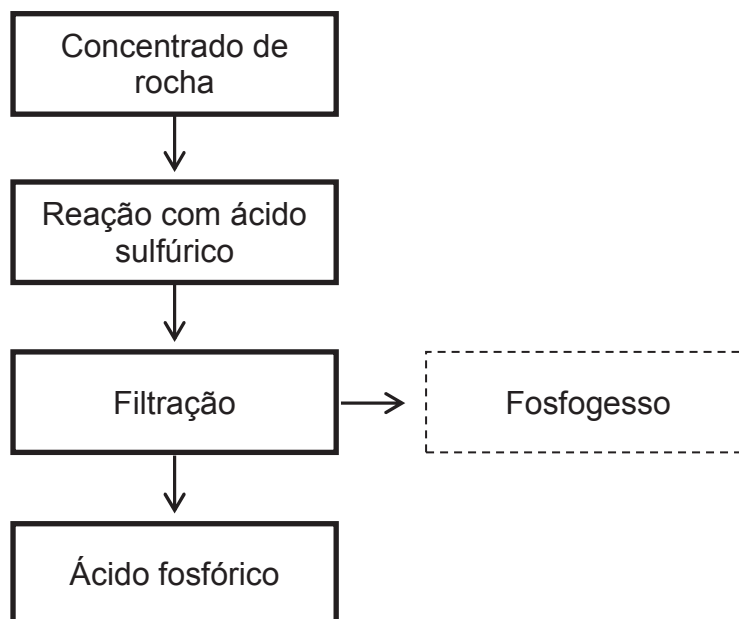 Concentrado de
rocha
Reação com ácido
sulfúrico
Filtração
Fosfogesso
Ácido fosfórico